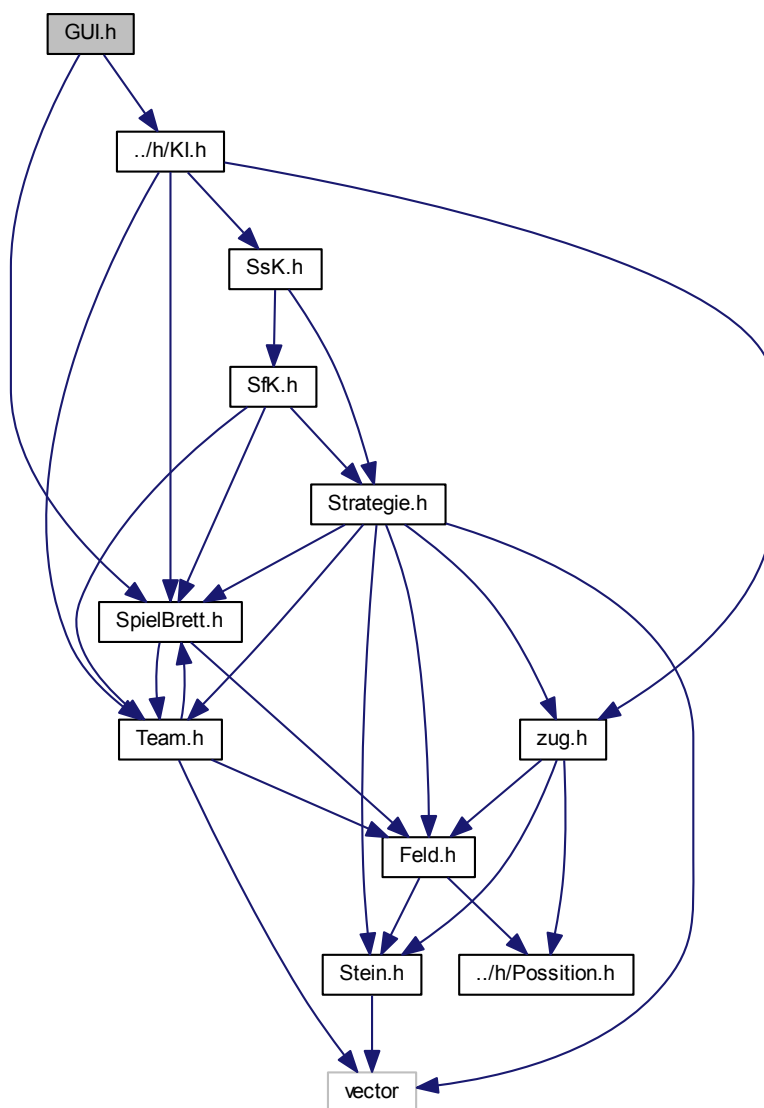 GUI.h
../h/KI.h
SsK.h
SfK.h
Strategie.h
SpielBrett.h
Team.h
zug.h
Feld.h
Stein.h
../h/Possition.h
vector